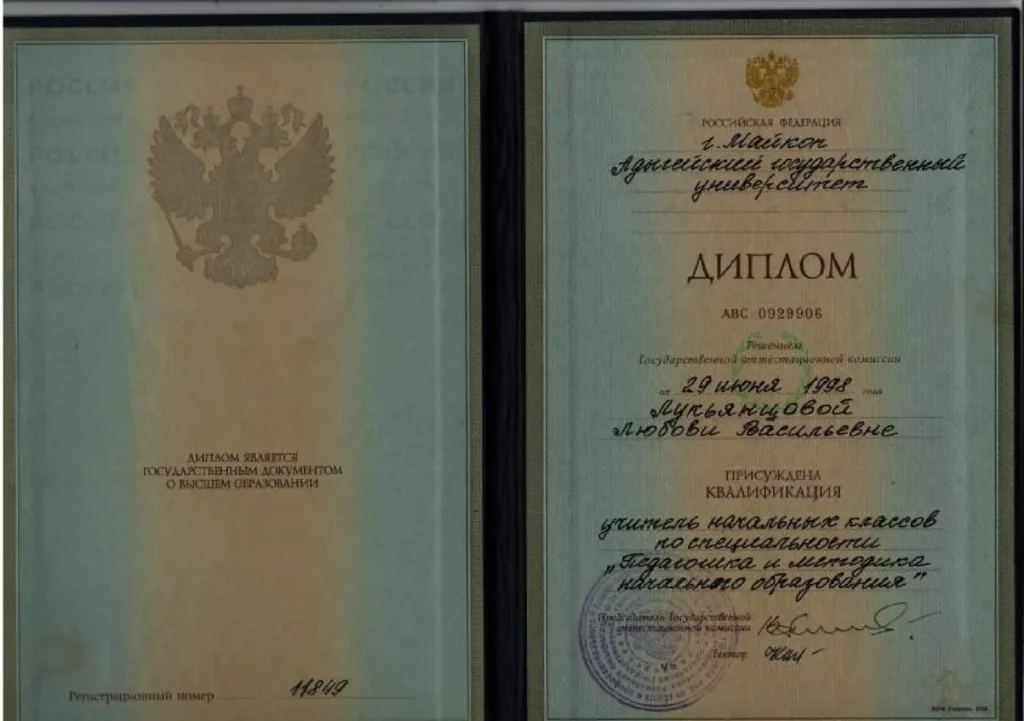 ДИПЛОМ ЯВЛЯЕТСЯ
ГОСУДАРСТВЕННЫМ ДОКУМЕНТОМ
О ВЫСШЕМ ОБРАЗОВАНИИ
Регистрационный номер 11849
РОССИЙСКАЯ ФЕДЕРАЦИЯ
г. Майкоп
Адыгейский государственный
университет
ДИПЛОМ
АВС 0929906
Решением
Государственной аттестационной комиссии
от 29 июня 1998 года
Лукьянцовой
Любови Васильевне
ПРИСУЖДЕНА
КВАЛИФИКАЦИЯ
учитель начальных классов
по специальности
"Педагогика и методика
начального образования"
Председатель Государственной
аттестационной комиссии
Ректор